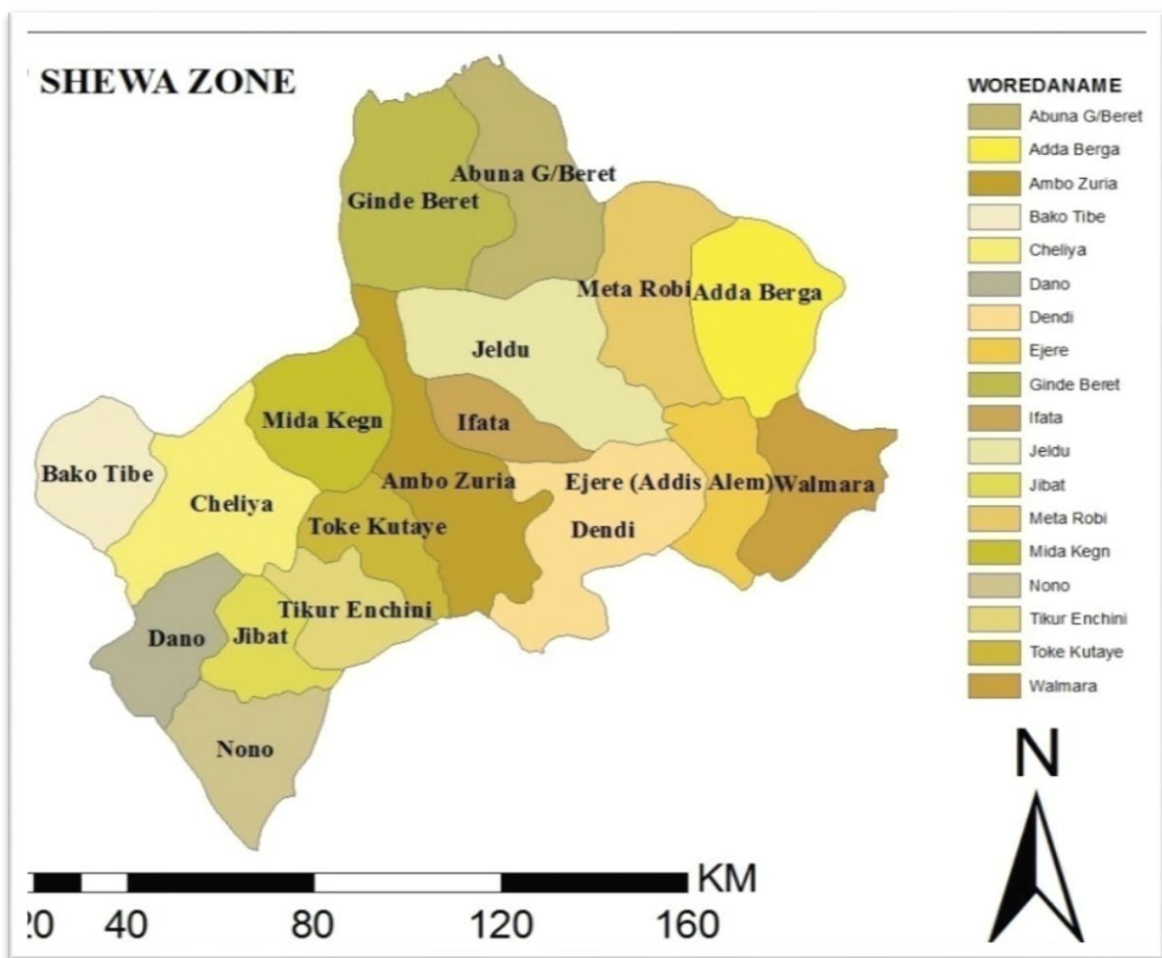 SHEWA ZONE
Abuna G/Beret
Ginde Beret
Meta Robi
Adda Berga
Jeldu
Mida Kegn
Ifata
Bako Tibe
Ambo Zuria
Ejere (Addis Alem)
Walmara
Cheliya
Toke Kutaye
Dendi
Tikur Enchini
Dano
Jibat
Nono
WOREDANAME
Abuna G/Beret
Adda Berga
Ambo Zuria
Bako Tibe
Cheliya
Dano
Dendi
Ejere
Ginde Beret
Ifata
Jeldu
Jibat
Meta Robi
Mida Kegn
Nono
Tikur Enchini
Toke Kutaye
Walmara
N
KM
20 40 80 120 160